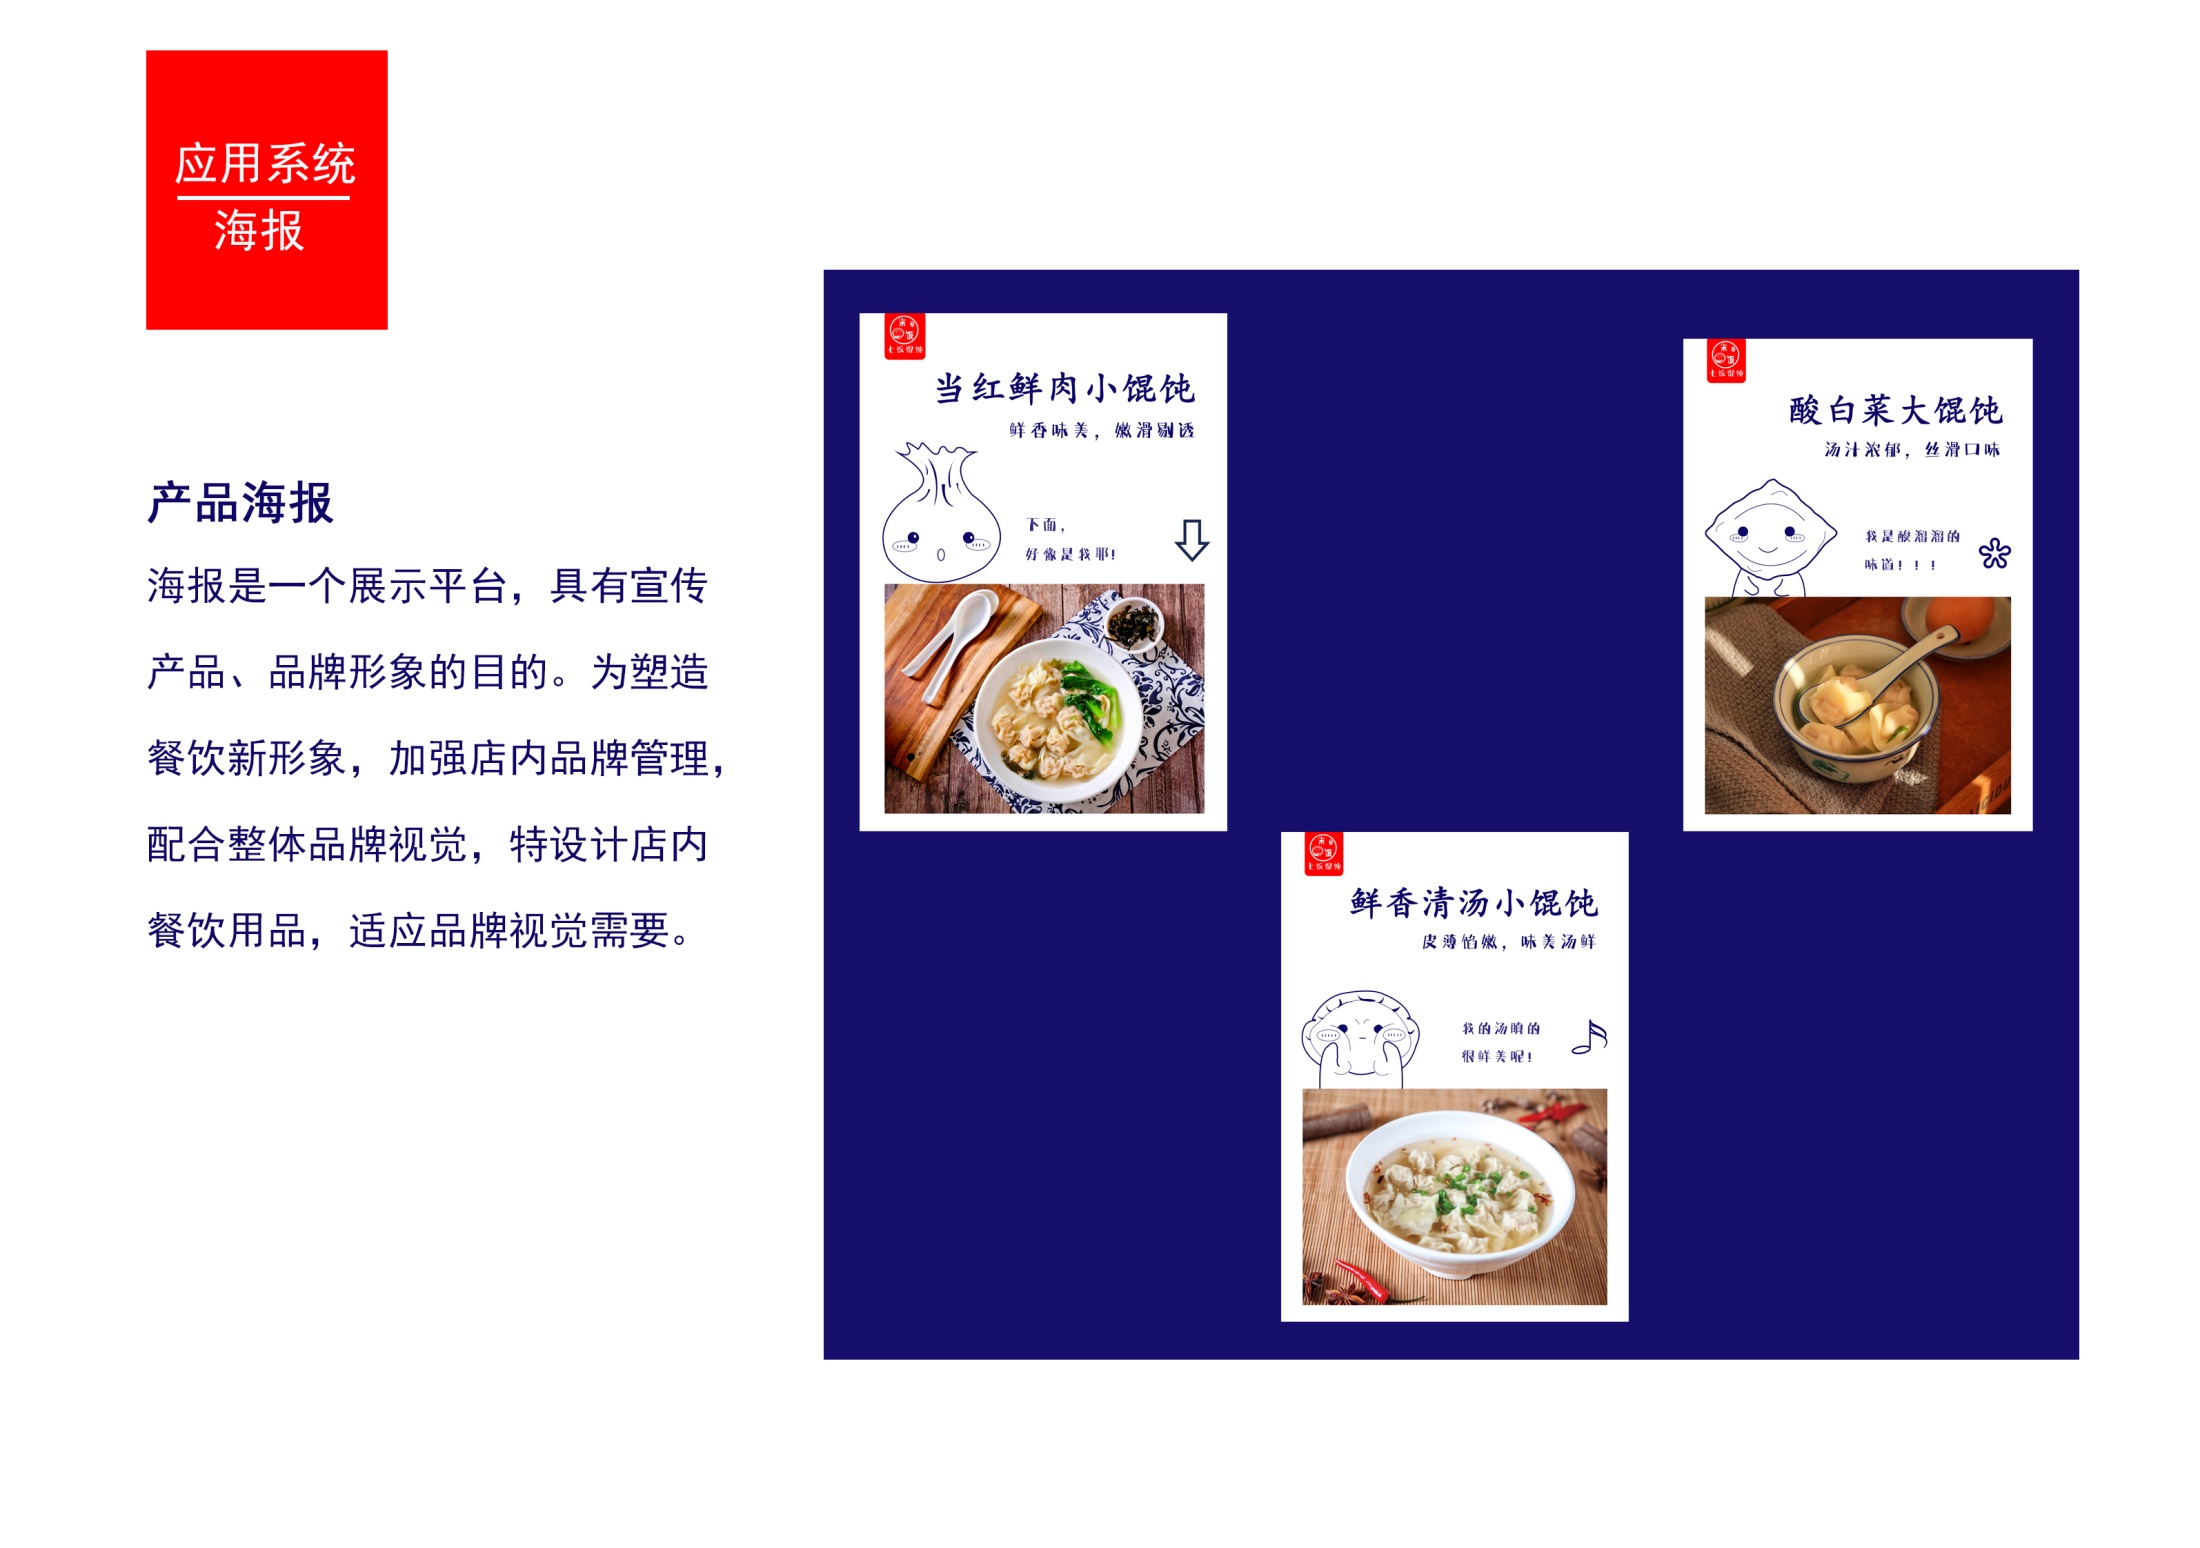 应用系统
海报
产品海报
海报是一个展示平台，具有宣传
产品、品牌形象的目的。为塑造
餐饮新形象，加强店内品牌管理，
配合整体品牌视觉，特设计店内
餐饮用品，适应品牌视觉需要。
当红鲜肉小馄饨
鲜香味美，嫩滑剔透
下面，
好像是我耶！
酸白菜大馄饨
汤汁浓郁，丝滑口味
我是酸溜溜的
味道！！！
鲜香清汤小馄饨
皮薄馅嫩，味美汤鲜
我的汤真的
很鲜美呢！